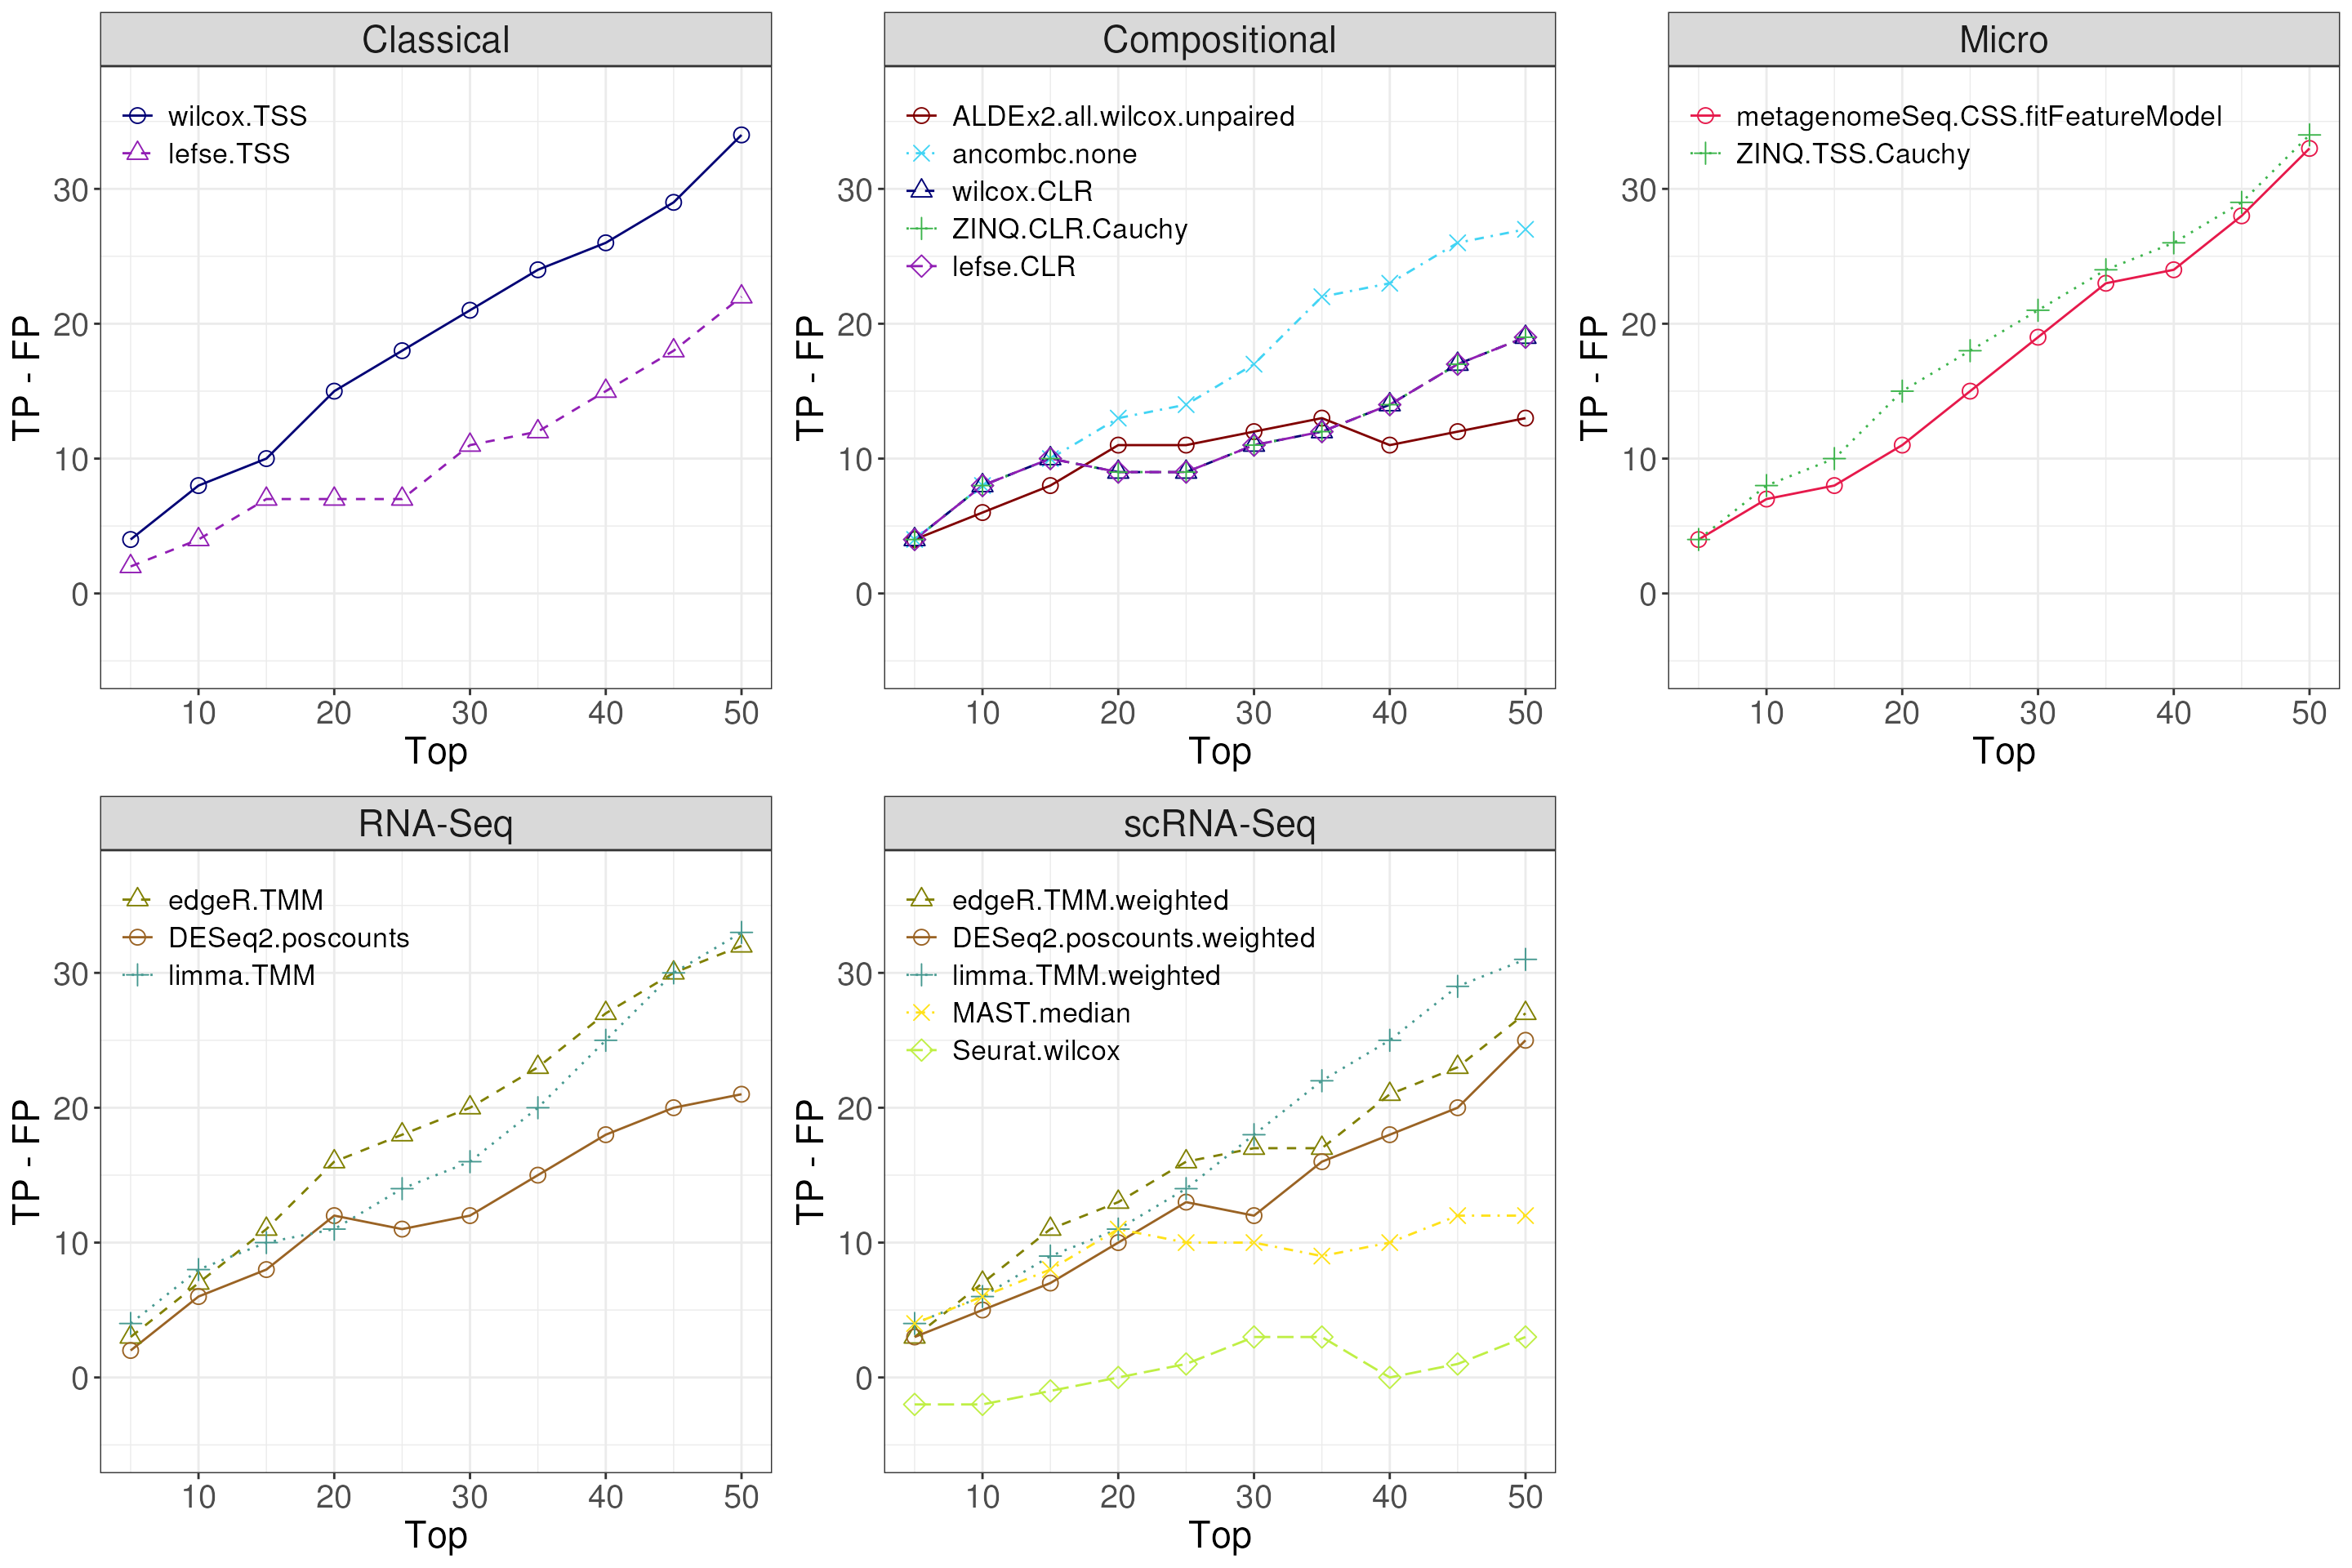 Classical
wilcox.TSS
lefse.TSS
30
20
10
0
TP - FP
10 20 30 40 50
Top
Compositional
ALDEx2.all.wilcox.unpaired
ancombc.none
wilcox.CLR
ZINQ.CLR.Cauchy
lefse.CLR
30
20
10
0
TP - FP
10 20 30 40 50
Top
Micro
metagenomeSeq.CSS.fitFeatureModel
ZINQ.TSS.Cauchy
30
20
10
0
TP - FP
10 20 30 40 50
Top
RNA-Seq
edgeR.TMM
DESeq2.poscounts
limma.TMM
30
20
10
0
TP - FP
10 20 30 40 50
Top
scRNA-Seq
edgeR.TMM.weighted
DESeq2.poscounts.weighted
limma.TMM.weighted
MAST.median
Seurat.wilcox
30
20
10
0
TP - FP
10 20 30 40 50
Top